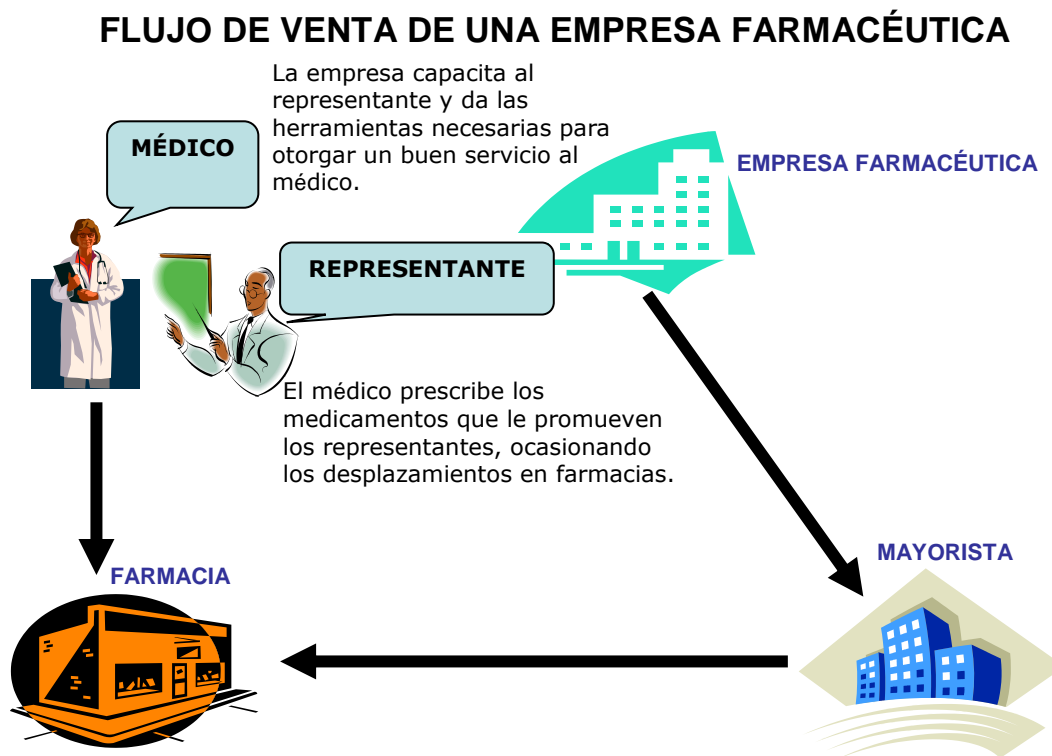 FLUJO DE VENTA DE UNA EMPRESA FARMACÉUTICA
La empresa capacita al
representante y da las
herramientas necesarias para
otorgar un buen servicio al
médico.
MÉDICO
EMPRESA FARMACÉUTICA
REPRESENTANTE
El médico prescribe los
medicamentos que le promueven
los representantes, ocasionando
los desplazamientos en farmacias.
MAYORISTA
FARMACIA